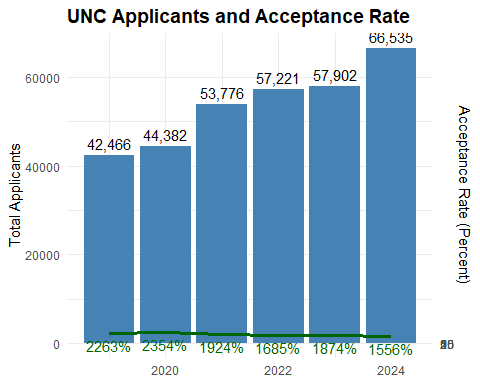 UNC Applicants and Acceptance Rate
66,535
57,902
57,221
53,776
44,382
42,466
60000
40000
20000
0
Total Applicants
Acceptance Rate (Percent)
2263% 2354% 1924% 1685% 1874% 1556%
2020 2022 2024